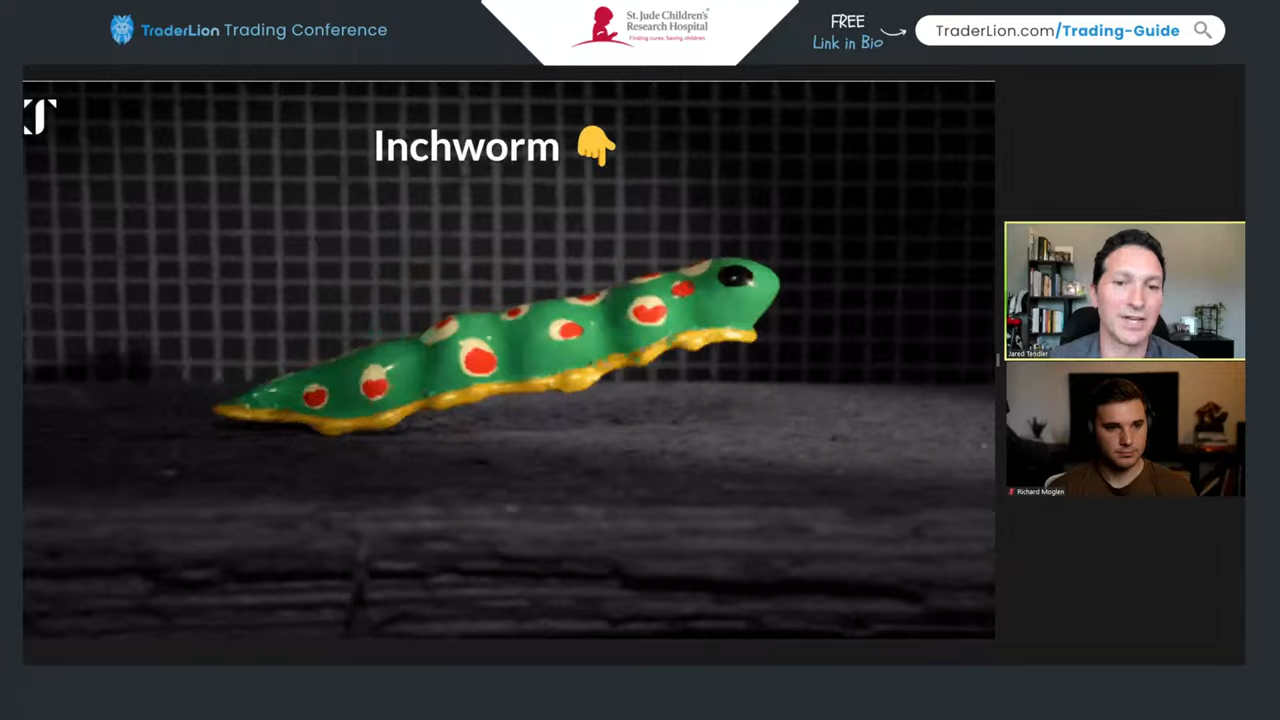 TraderLion Trading Conference
St. Jude Children's
Research Hospital
Finding cures. Saving children.
FREE
Link in Bio
TraderLion.com/Trading-Guide
Inchworm 👇
Jared Tendler
Richard Moglen